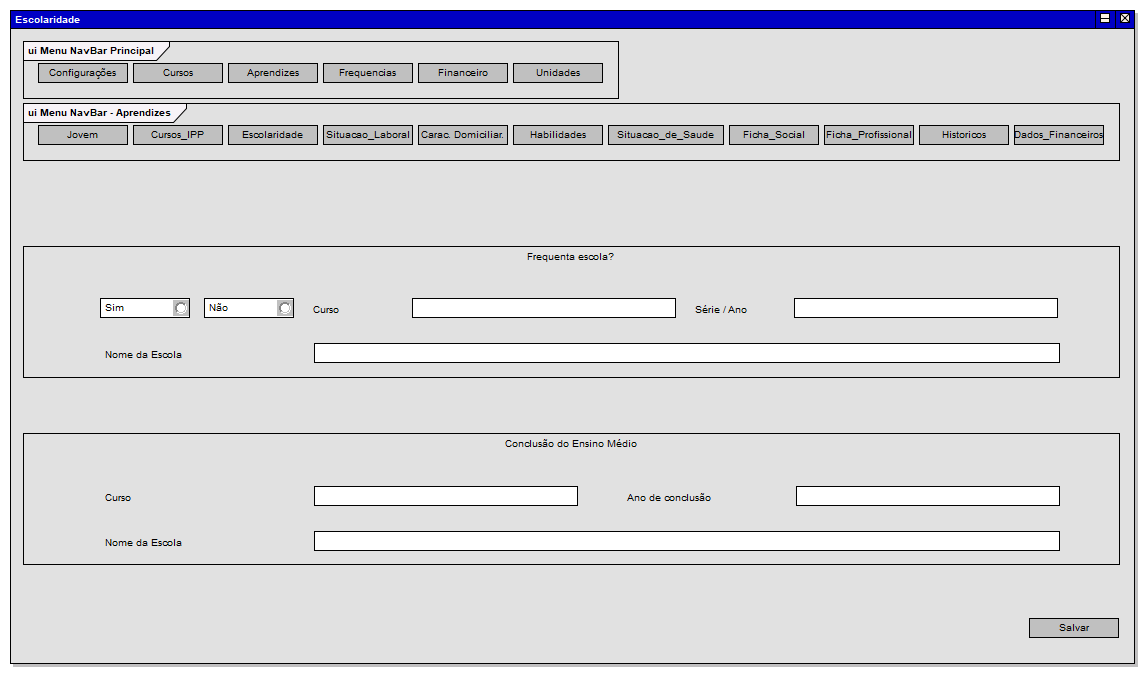 Escolaridade
ui Menu NavBar Principal
Configurações Cursos Aprendizes Frequencias Financeiro Unidades
ui Menu NavBar - Aprendizes
Jovem Cursos_IPP Escolaridade Situacao_Laboral Carac. Domiciliar. Habilidades Situacao_de_Saude Ficha_Social Ficha_Profissional Historicos Dados_Financeiros
Frequenta escola?
Sim Não Curso Série / Ano
Nome da Escola
Conclusão do Ensino Médio
Curso Ano de conclusão
Nome da Escola
Salvar